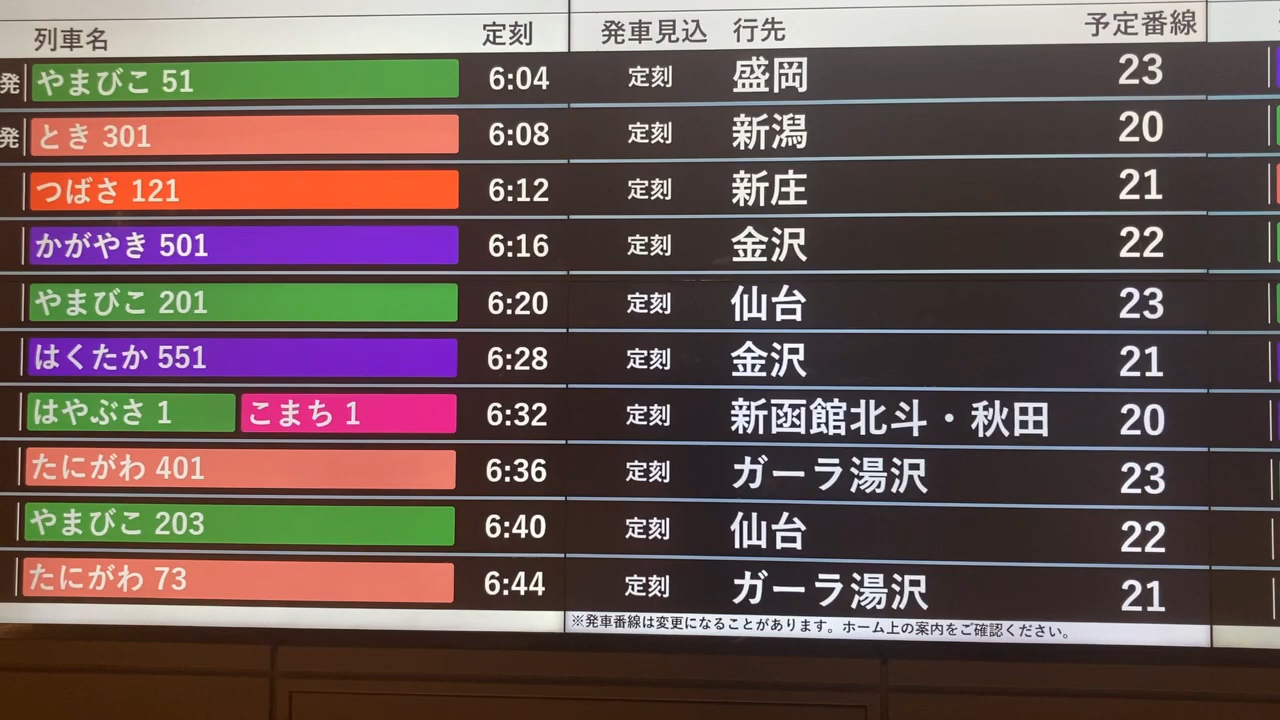 列車名 定刻 発車見込 行先 予定番線
発 やまびこ 51 6:04 定刻 盛岡 23
発 とき 301 6:08 定刻 新潟 20
つばさ 121 6:12 定刻 新庄 21
かがやき 501 6:16 定刻 金沢 22
やまびこ 201 6:20 定刻 仙台 23
はくたか 551 6:28 定刻 金沢 21
はやぶさ 1 こまち 1 6:32 定刻 新函館北斗・秋田 20
たにがわ 401 6:36 定刻 ガーラ湯沢 23
やまびこ 203 6:40 定刻 仙台 22
たにがわ 73 6:44 定刻 ガーラ湯沢 21
※発車番線は変更になることがあります。ホーム上の案内をご確認ください。